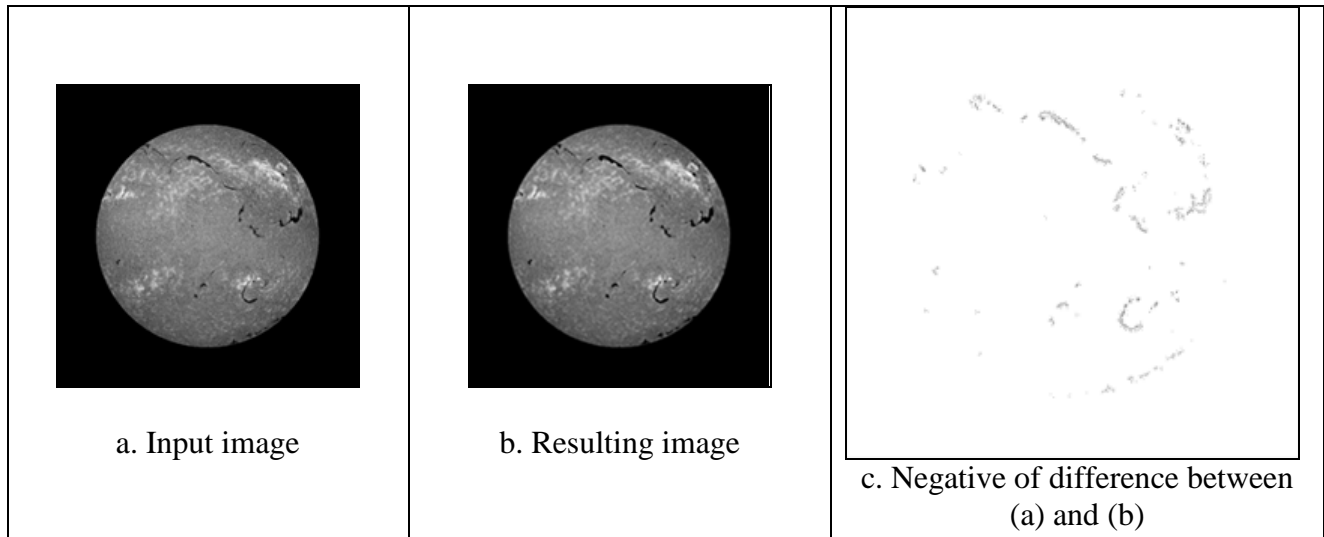 a. Input image
b. Resulting image
c. Negative of difference between
(a) and (b)